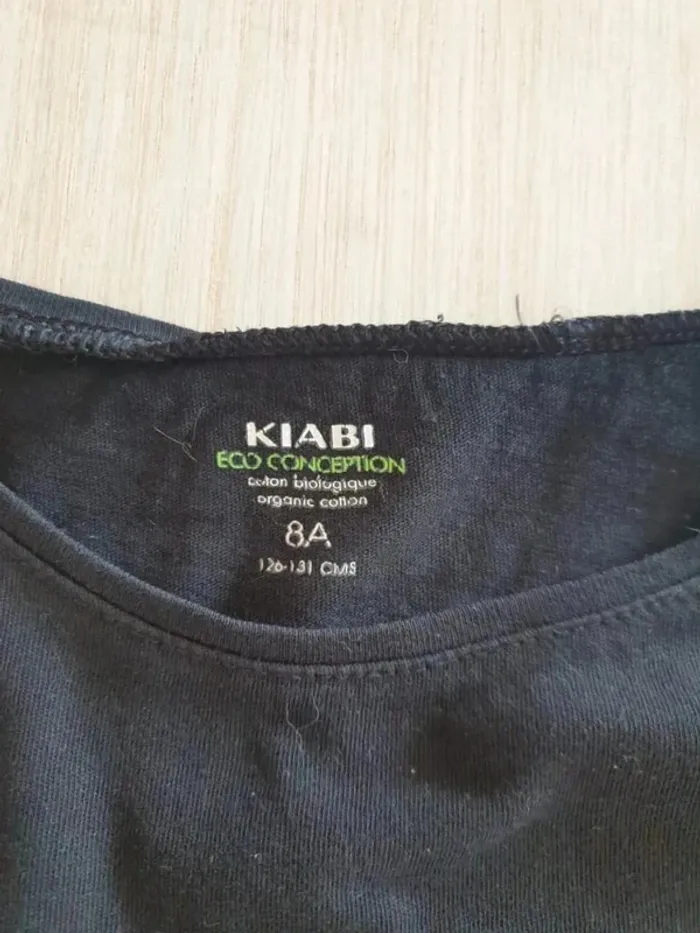 KIABI
ECO CONCEPTION
coton biologique
organic cotton
8A
126-131 CMS